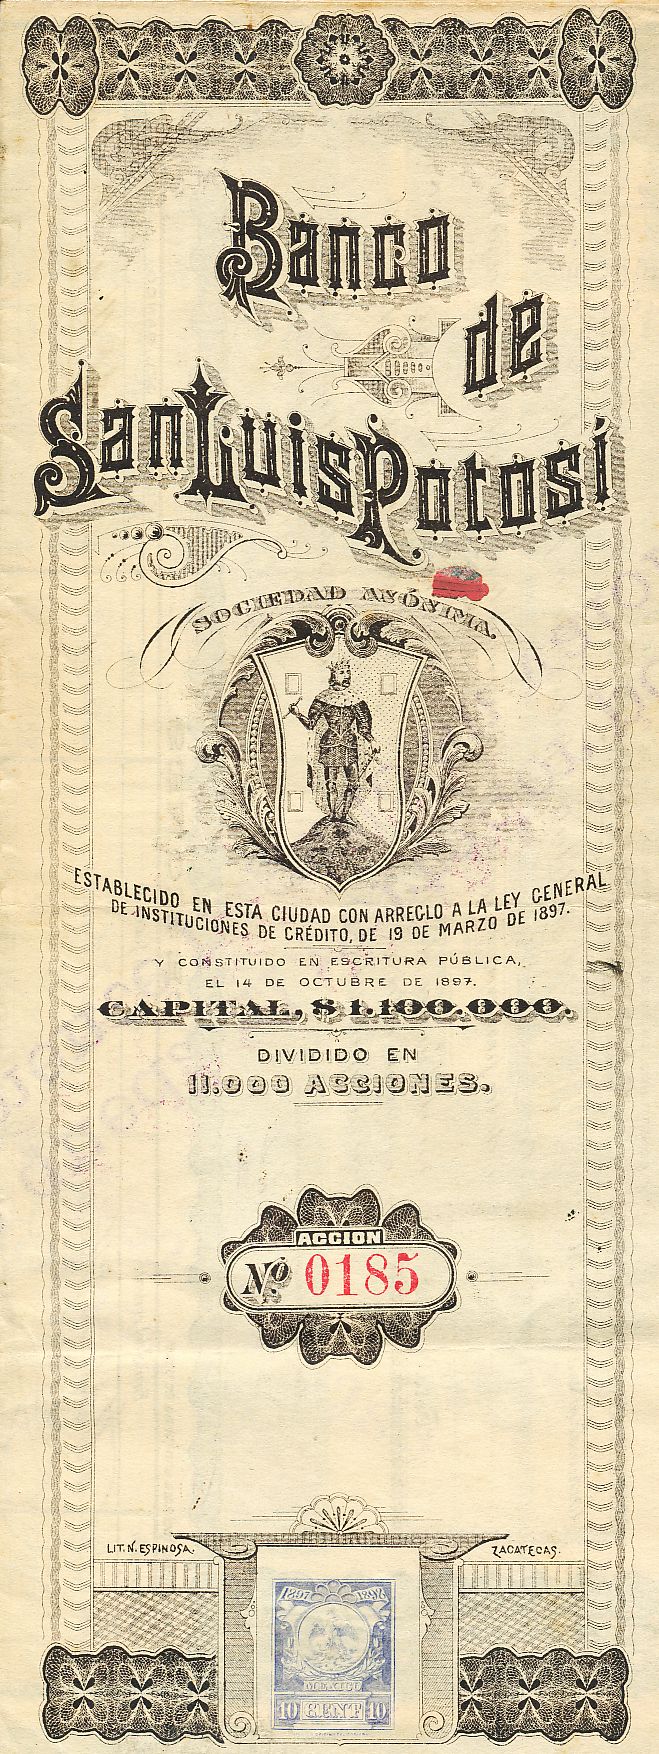 Banco
de
San Luis Potosí
SOCIEDAD ANÓNIMA.
ESTABLECIDO EN ESTA CIUDAD CON ARREGLO A LA LEY GENERAL
DE INSTITUCIONES DE CRÉDITO, DE 19 DE MARZO DE 1897.
Y CONSTITUIDO EN ESCRITURA PÚBLICA,
EL 14 DE OCTUBRE DE 1897.
CAPITAL, $ 1.100.000.
DIVIDIDO EN
11.000 ACCIONES.
ACCION
Nº 0185
LIT. N. ESPINOSA. ZACATECAS.
1897 1898
MEXICO
10 CENT 10